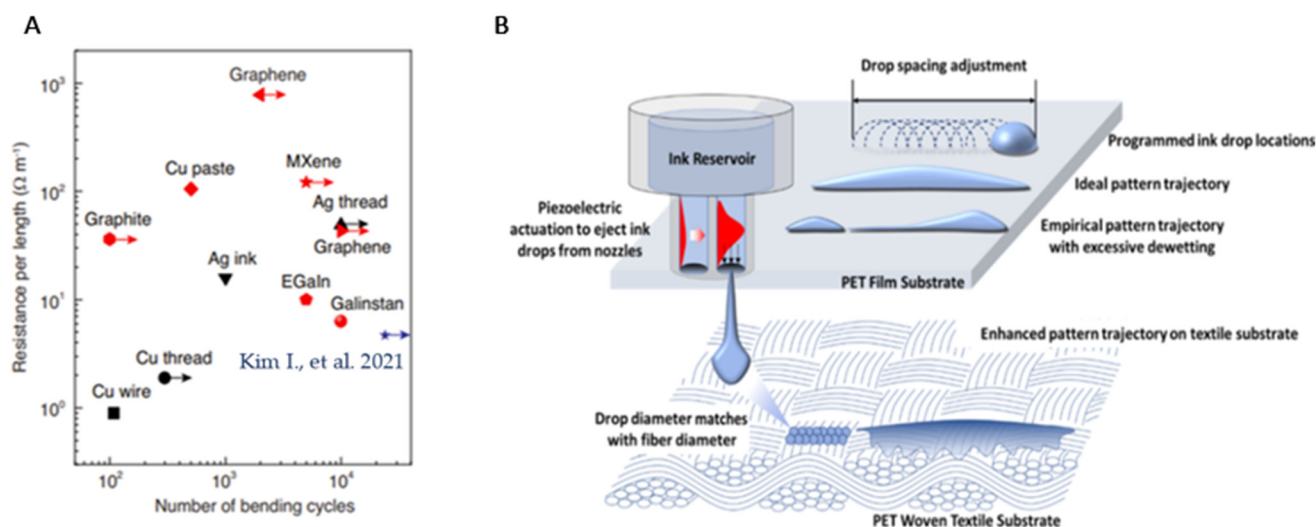 A
Resistance per length (Ω m⁻¹)
10³
10²
10¹
10⁰
Graphene
Cu paste
MXene
Ag thread
Graphite
Graphene
Ag ink
EGaIn
Galinstan
Kim I., et al. 2021
Cu thread
Cu wire
10²
10³
10⁴
Number of bending cycles
B
Drop spacing adjustment
Ink Reservoir
Programmed ink drop locations
Ideal pattern trajectory
Piezoelectric
actuation to eject ink
drops from nozzles
Empirical pattern trajectory
with excessive dewetting
PET Film Substrate
Enhanced pattern trajectory on textile substrate
Drop diameter matches
with fiber diameter
PET Woven Textile Substrate